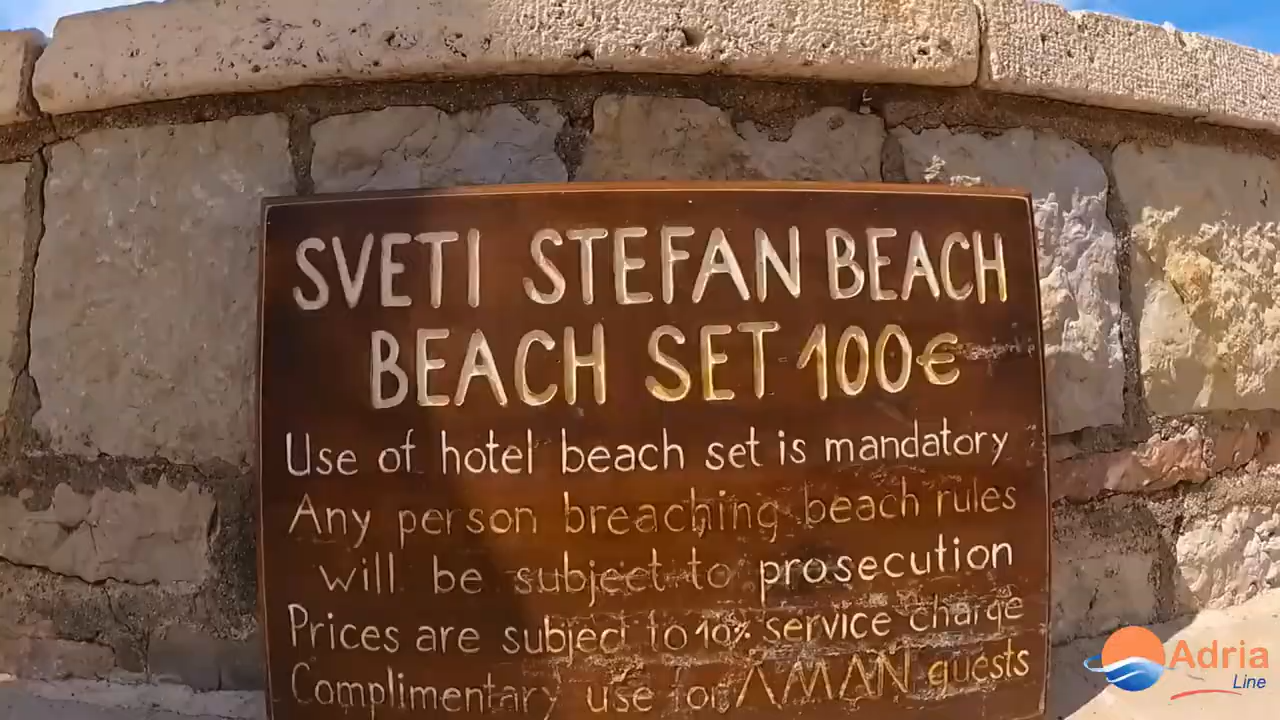 SVETI STEFAN BEACH
BEACH SET 100€
Use of hotel beach set is mandatory
Any person breaching beach rules
will be subject to prosecution
Prices are subject to 10% service charge
Complimentary use for AMAN guests
Adria
Line